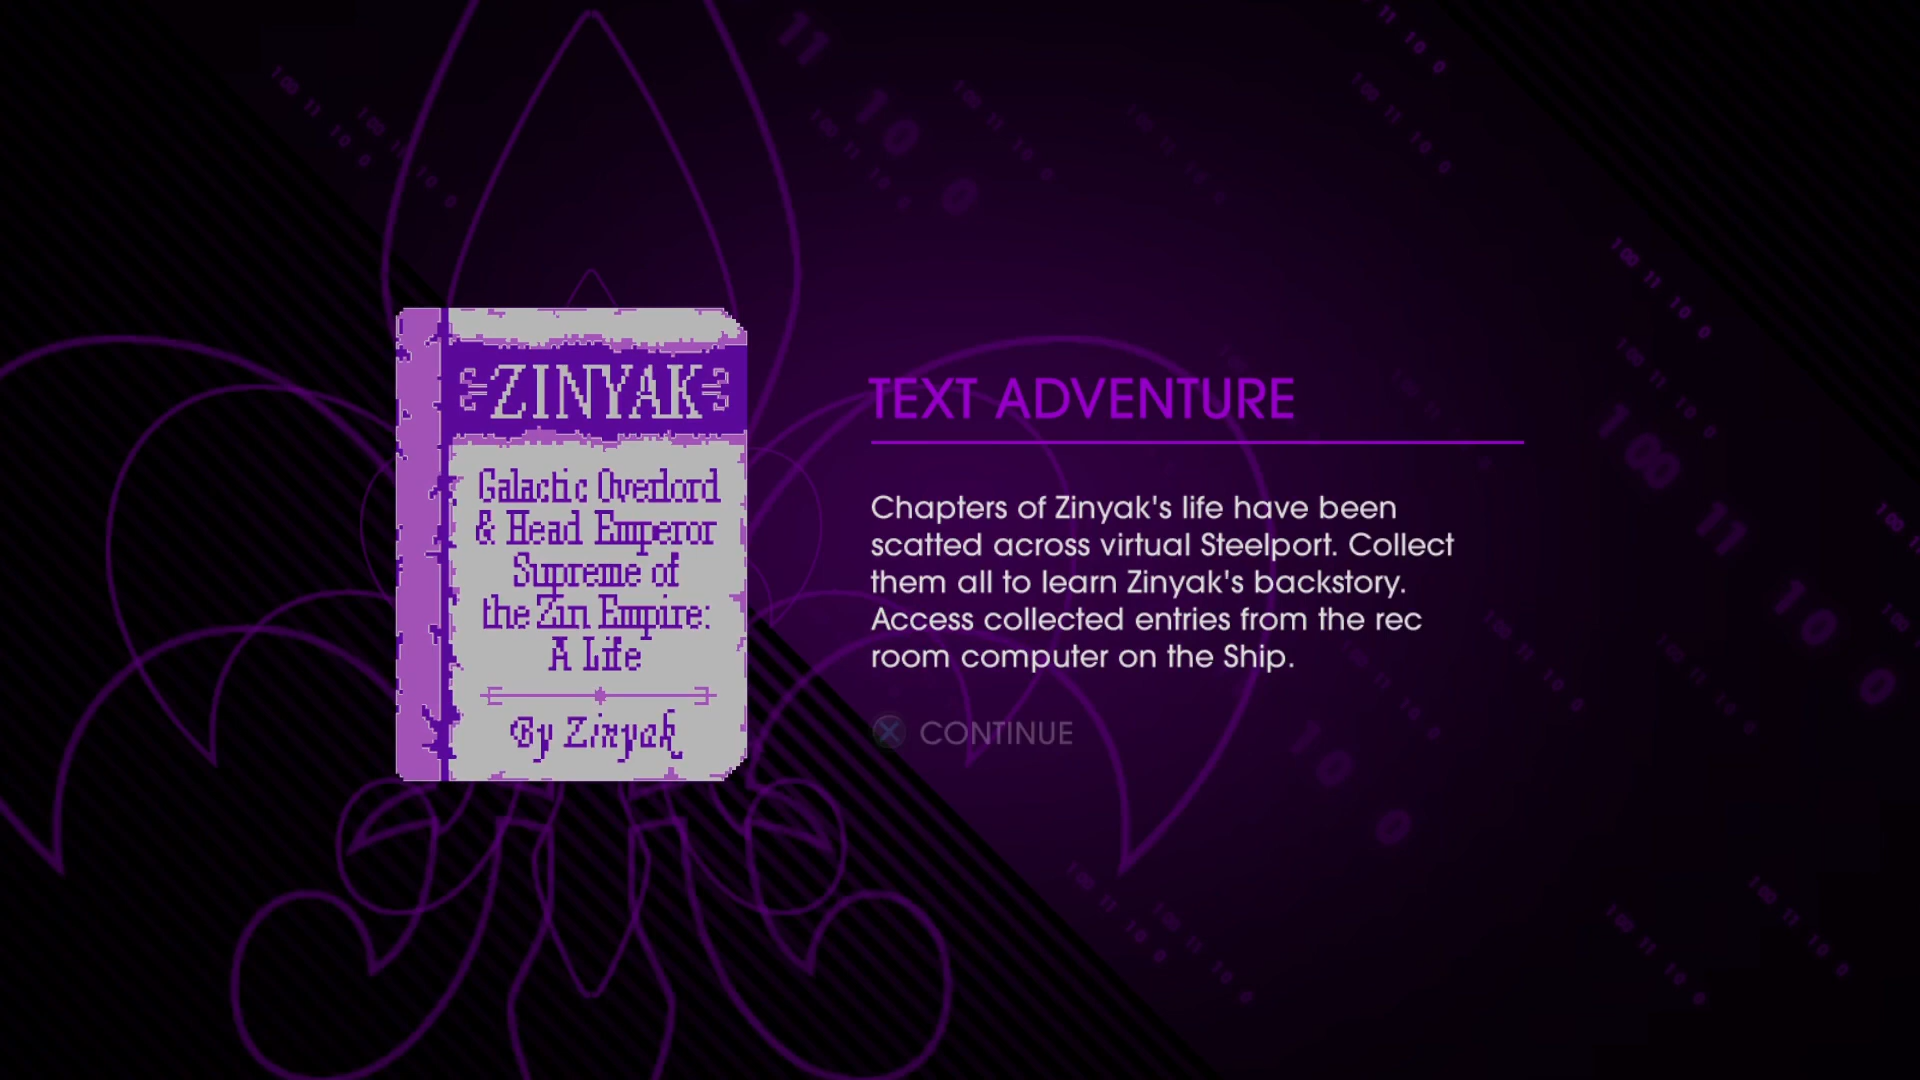 ZINYAK
Galactic Overlord
& Head Emperor
Supreme of
the Zin Empire:
A Life
By Zinyak
TEXT ADVENTURE
Chapters of Zinyak's life have been
scatted across virtual Steelport. Collect
them all to learn Zinyak's backstory.
Access collected entries from the rec
room computer on the Ship.
CONTINUE